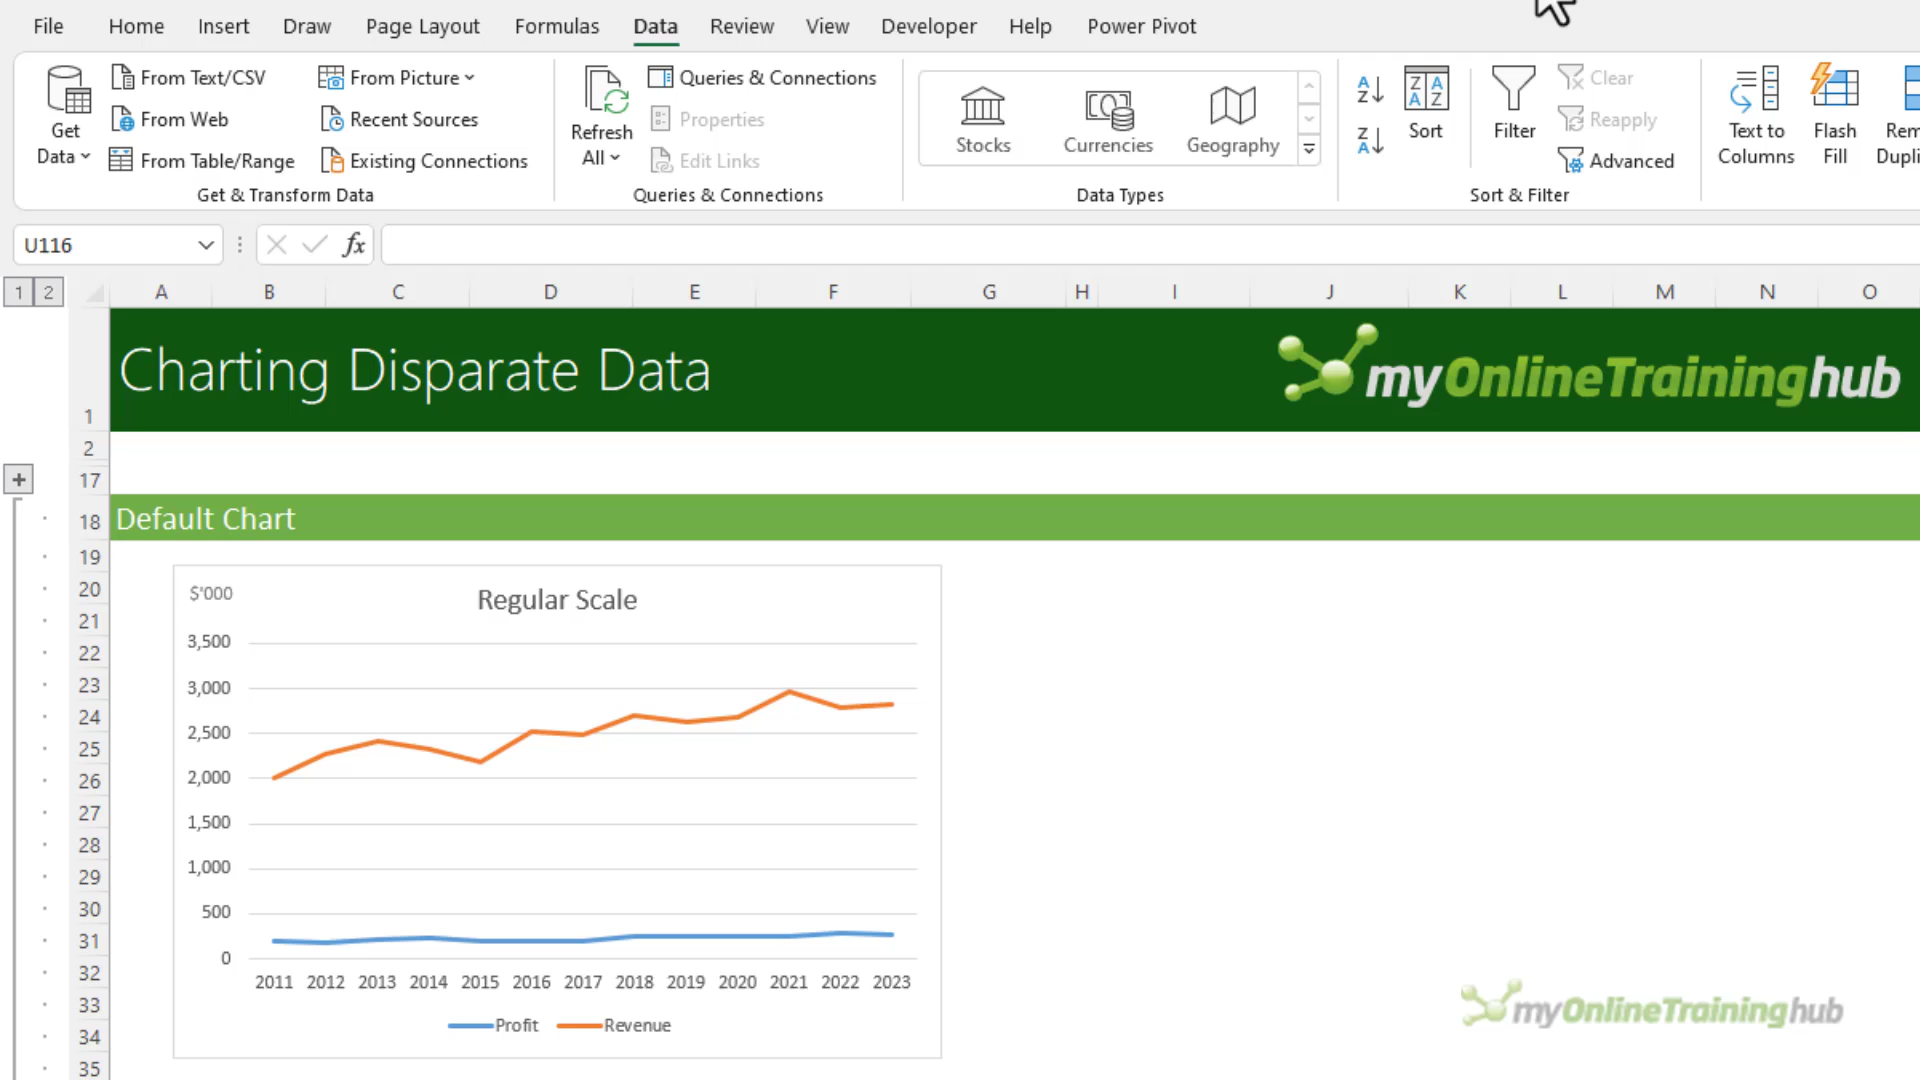 File Home Insert Draw Page Layout Formulas Data Review View Developer Help Power Pivot
Get Data
From Text/CSV
From Web
From Table/Range
From Picture
Recent Sources
Existing Connections
Get & Transform Data
Refresh All
Queries & Connections
Properties
Edit Links
Queries & Connections
Stocks
Currencies
Geography
Data Types
Sort
Filter
Clear
Reapply
Advanced
Sort & Filter
Text to Columns
Flash Fill
U116
fx
1 2
A B C D E F G H I J K L M N O
1
Charting Disparate Data
myOnlineTraininghub
2
17
18
Default Chart
19
20
21
22
23
24
25
26
27
28
29
30
31
32
33
34
35
$'000
Regular Scale
3,500
3,000
2,500
2,000
1,500
1,000
500
0
2011 2012 2013 2014 2015 2016 2017 2018 2019 2020 2021 2022 2023
Profit Revenue
myOnlineTraininghub